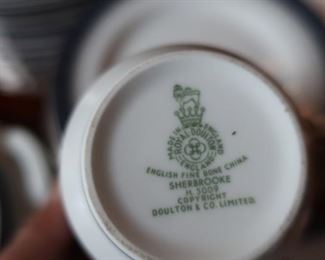 MADE IN ENGLAND
ROYAL DOULTON
ENGLAND
ENGLISH FINE BONE CHINA
SHERBROOKE
H. 5009
COPYRIGHT
DOULTON & CO. LIMITED.